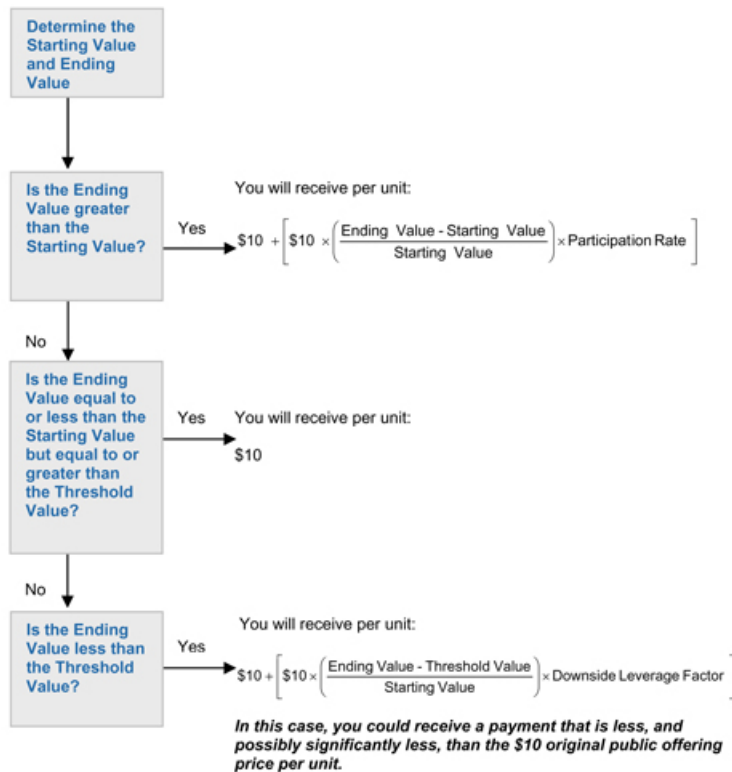 Determine the
Starting Value
and Ending
Value
Is the Ending
Value greater
than the
Starting Value?
Yes
You will receive per unit:
$10 + [ $10 × ( (Ending Value - Starting Value) / Starting Value ) × Participation Rate ]
No
Is the Ending
Value equal to
or less than the
Starting Value
but equal to or
greater than
the Threshold
Value?
Yes
You will receive per unit:
$10
No
Is the Ending
Value less than
the Threshold
Value?
Yes
You will receive per unit:
$10 + [ $10 × ( (Ending Value - Threshold Value) / Starting Value ) × Downside Leverage Factor ]
In this case, you could receive a payment that is less, and
possibly significantly less, than the $10 original public offering
price per unit.